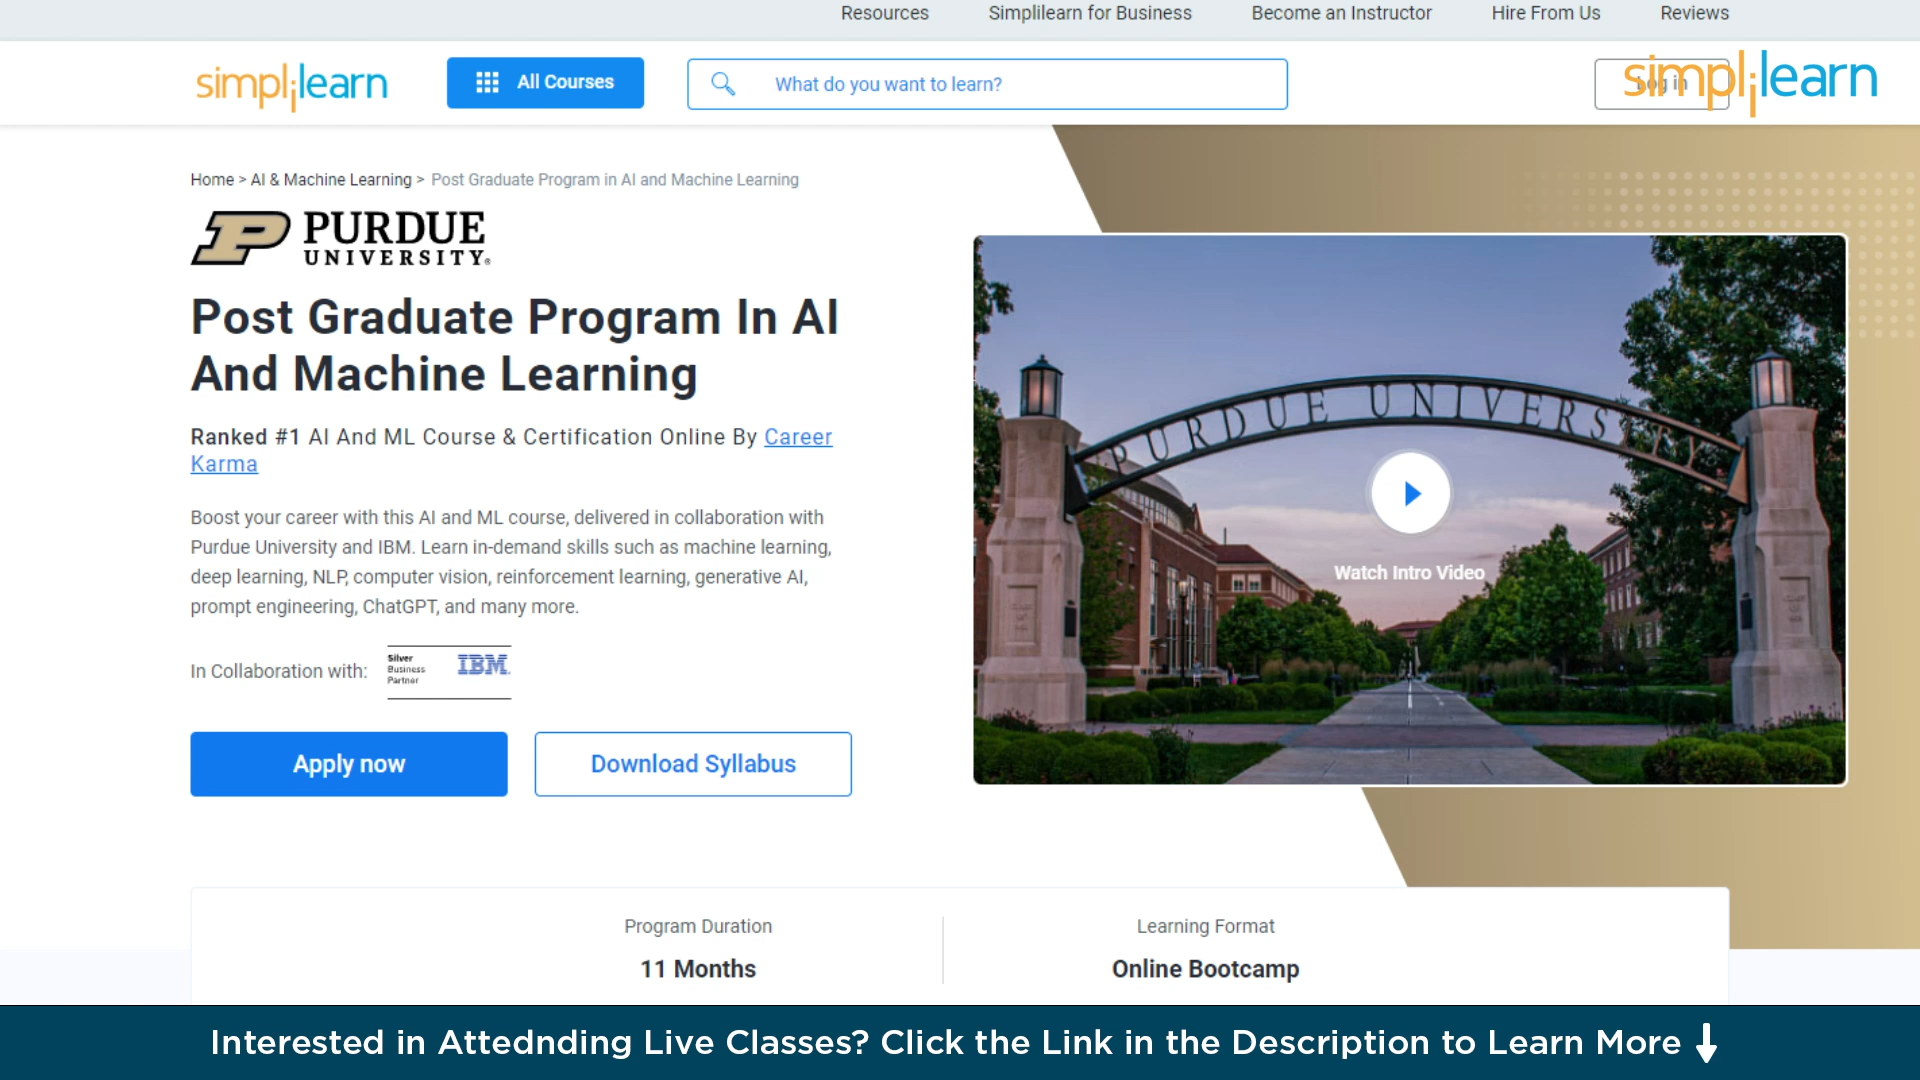 Resources Simplilearn for Business Become an Instructor Hire From Us Reviews
simplilearn All Courses What do you want to learn? Log in simplilearn
Home > AI & Machine Learning > Post Graduate Program in AI and Machine Learning
PURDUE
UNIVERSITY®
Post Graduate Program In AI
And Machine Learning
Ranked #1 AI And ML Course & Certification Online By Career
Karma
Boost your career with this AI and ML course, delivered in collaboration with
Purdue University and IBM. Learn in-demand skills such as machine learning,
deep learning, NLP, computer vision, reinforcement learning, generative AI,
prompt engineering, ChatGPT, and many more.
In Collaboration with:
Silver
Business
Partner
IBM
Apply now Download Syllabus
PURDUE UNIVERSITY
Watch Intro Video
Program Duration
11 Months
Learning Format
Online Bootcamp
Interested in Attednding Live Classes? Click the Link in the Description to Learn More